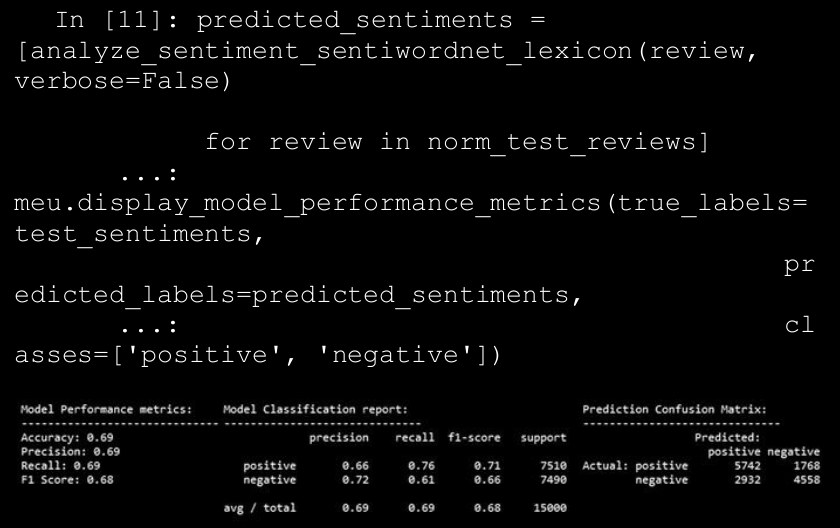 In [11]: predicted_sentiments =
[analyze_sentiment_sentiwordnet_lexicon(review,
verbose=False)
for review in norm_test_reviews]
...:
meu.display_model_performance_metrics(true_labels=
test_sentiments,
pr
edicted_labels=predicted_sentiments,
...: cl
asses=['positive', 'negative'])
Model Performance metrics: Model Classification report: Prediction Confusion Matrix:
------------------------------ ------------------------------ ------------------------------
Accuracy: 0.69 precision recall f1-score support Predicted:
Precision: 0.69 positive negative
Recall: 0.69 positive 0.66 0.76 0.71 7510 Actual: positive 5742 1768
F1 Score: 0.68 negative 0.72 0.61 0.66 7490 negative 2932 4558
avg / total 0.69 0.69 0.68 15000